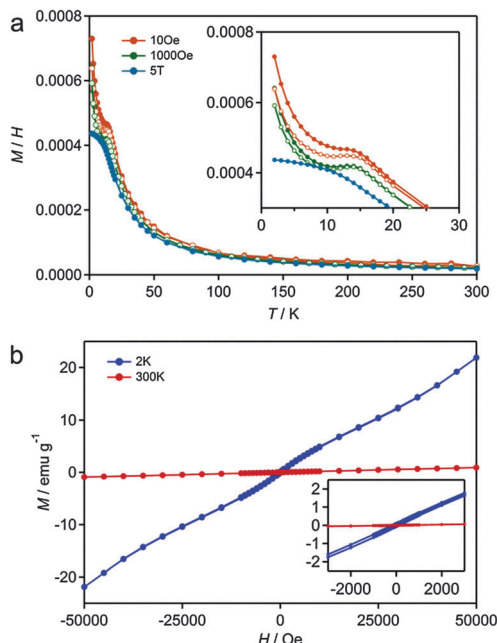 a
10Oe
1000Oe
5T
M / H
0.0008
0.0006
0.0004
0.0002
0.0000
0 50 100 150 200 250 300
T / K
0.0006
0.0004
0 10 20 30
b
2K
300K
M / emu g⁻¹
20
10
0
-10
-20
-50000 -25000 0 25000 50000
H / Oe
2
1
0
-1
-2
-2000 0 2000